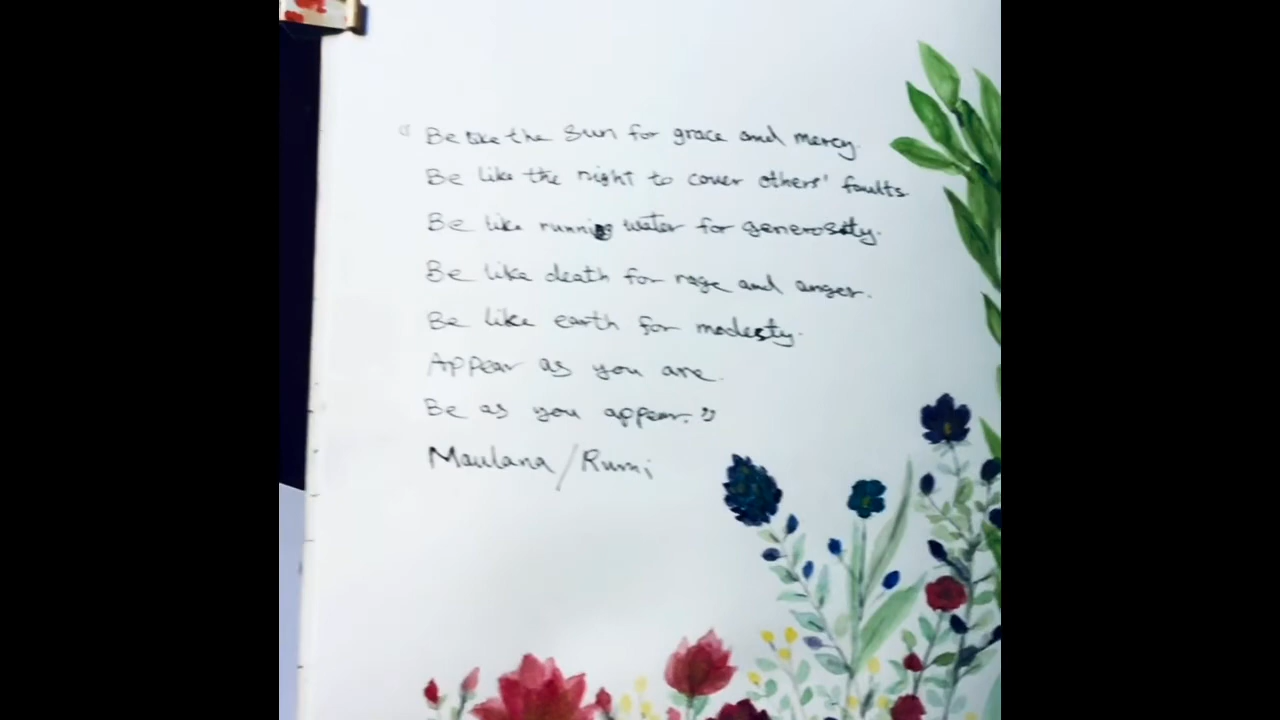 "Be like the Sun for grace and mercy.
Be like the night to cover others' faults.
Be like running water for generosity.
Be like death for rage and anger.
Be like earth for modesty.
Appear as you are.
Be as you appear."
Maulana/Rumi